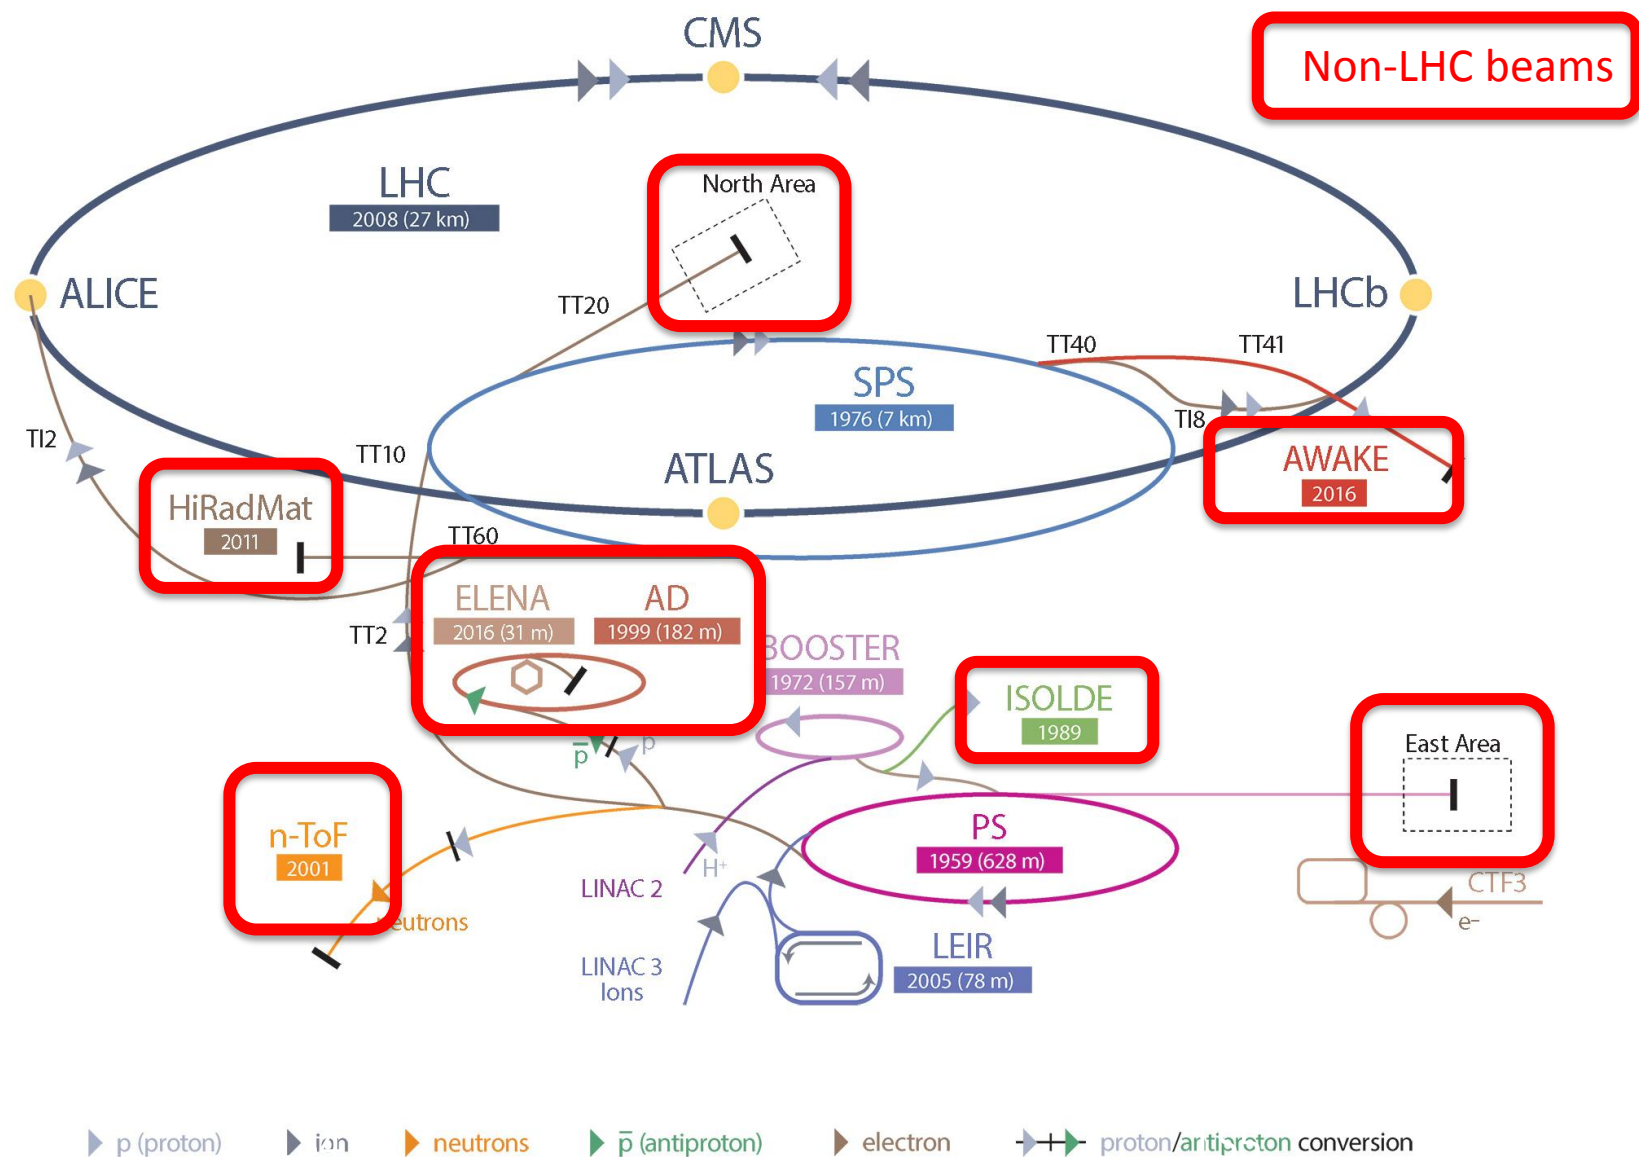 CMS
Non-LHC beams
North Area
LHC
2008 (27 km)
ALICE
LHCb
TT20
TT40
TT41
SPS
1976 (7 km)
TI8
TI2
TT10
ATLAS
AWAKE
2016
HiRadMat
2011
TT60
ELENA
2016 (31 m)
AD
1999 (182 m)
TT2
BOOSTER
1972 (157 m)
ISOLDE
1989
East Area
p̅
p
n-ToF
2001
PS
1959 (628 m)
H⁺
LINAC 2
CTF3
e⁻
neutrons
LEIR
2005 (78 m)
LINAC 3
Ions
p (proton)
ion
neutrons
p̅ (antiproton)
electron
proton/antiproton conversion